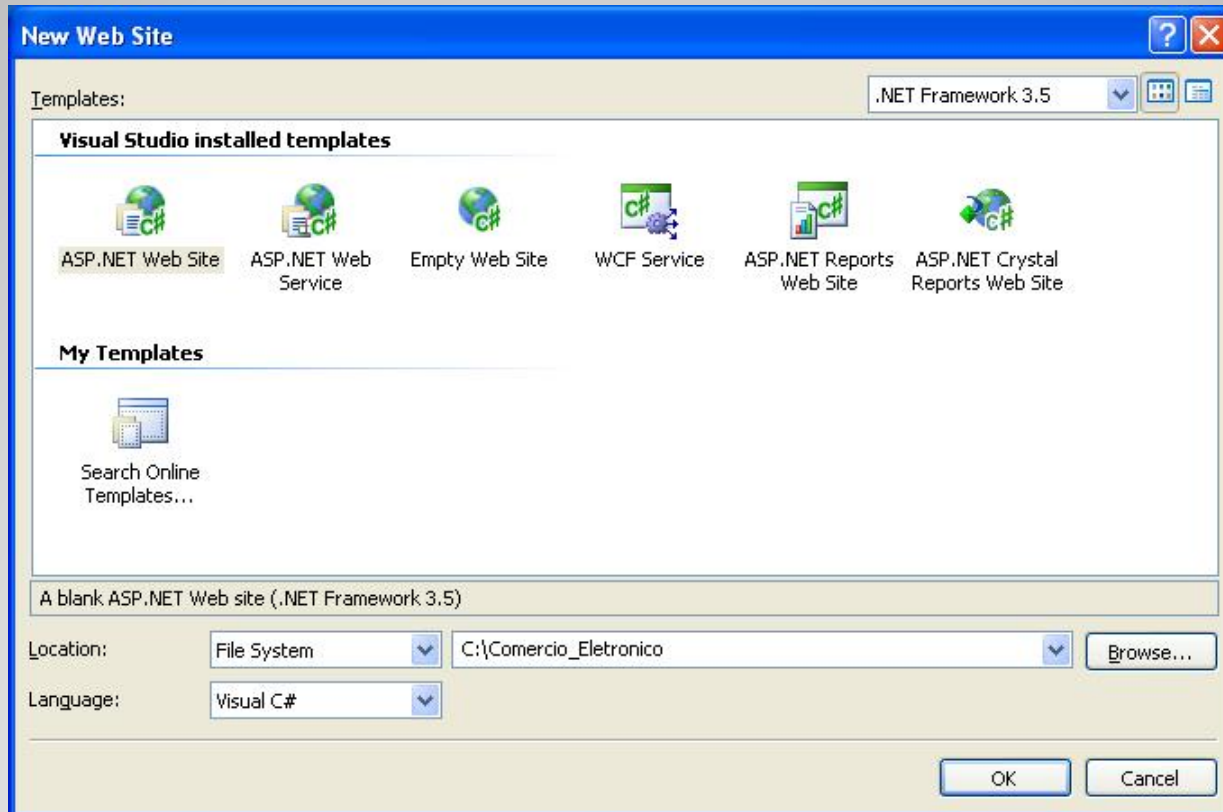 New Web Site
Templates:
.NET Framework 3.5
Visual Studio installed templates
ASP.NET Web Site
ASP.NET Web
Service
Empty Web Site
WCF Service
ASP.NET Reports
Web Site
ASP.NET Crystal
Reports Web Site
My Templates
Search Online
Templates...
A blank ASP.NET Web site (.NET Framework 3.5)
Location:
File System
C:\Comercio_Eletronico
Browse...
Language:
Visual C#
OK
Cancel